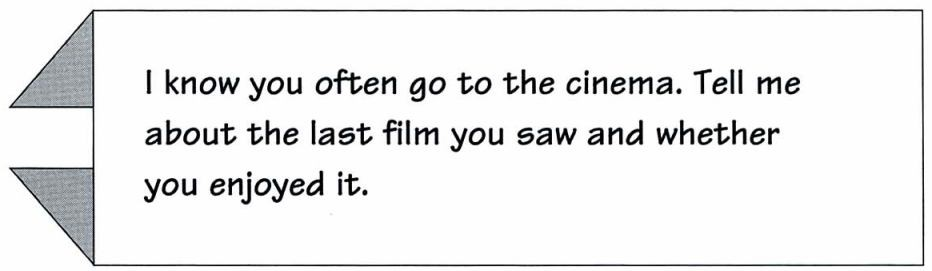 I know you often go to the cinema. Tell me
about the last film you saw and whether
you enjoyed it.